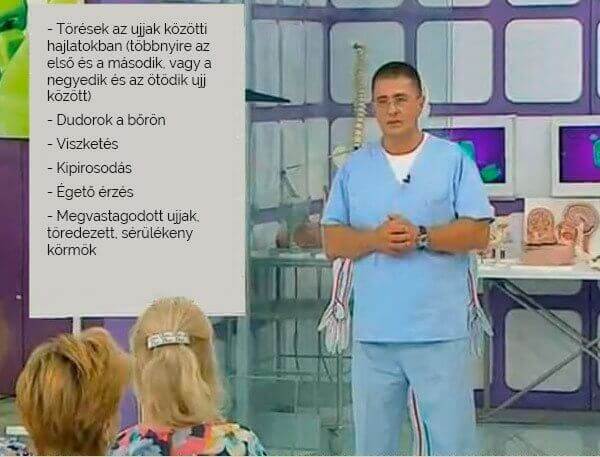 - Törések az ujjak közötti
hajlatokban (többnyire az
első és a második, vagy a
negyedik és az ötödik ujj
között)
- Dudorok a bőrön
- Viszketés
- Kipirosodás
- Égető érzés
- Megvastagodott ujjak,
töredezett, sérülékeny
körmök